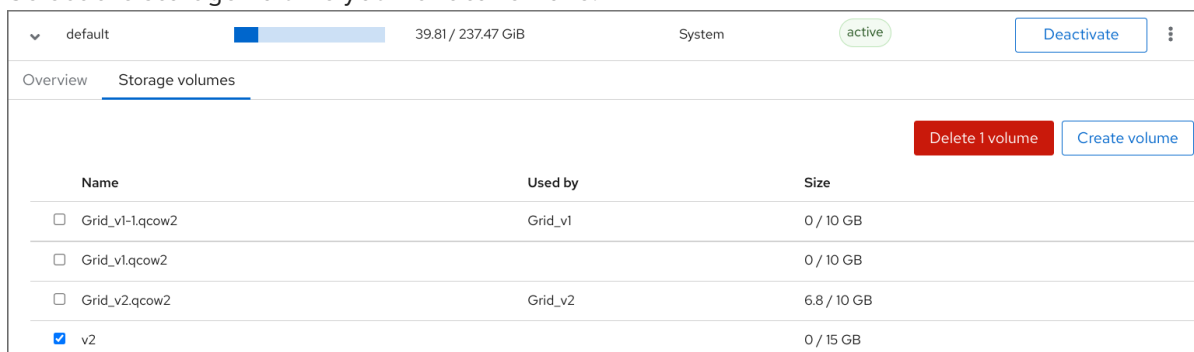 default 39.81 / 237.47 GiB System active Deactivate
Overview Storage volumes
Delete 1 volume Create volume
Name Used by Size
Grid_v1-1.qcow2 Grid_v1 0 / 10 GB
Grid_v1.qcow2 0 / 10 GB
Grid_v2.qcow2 Grid_v2 6.8 / 10 GB
v2 0 / 15 GB